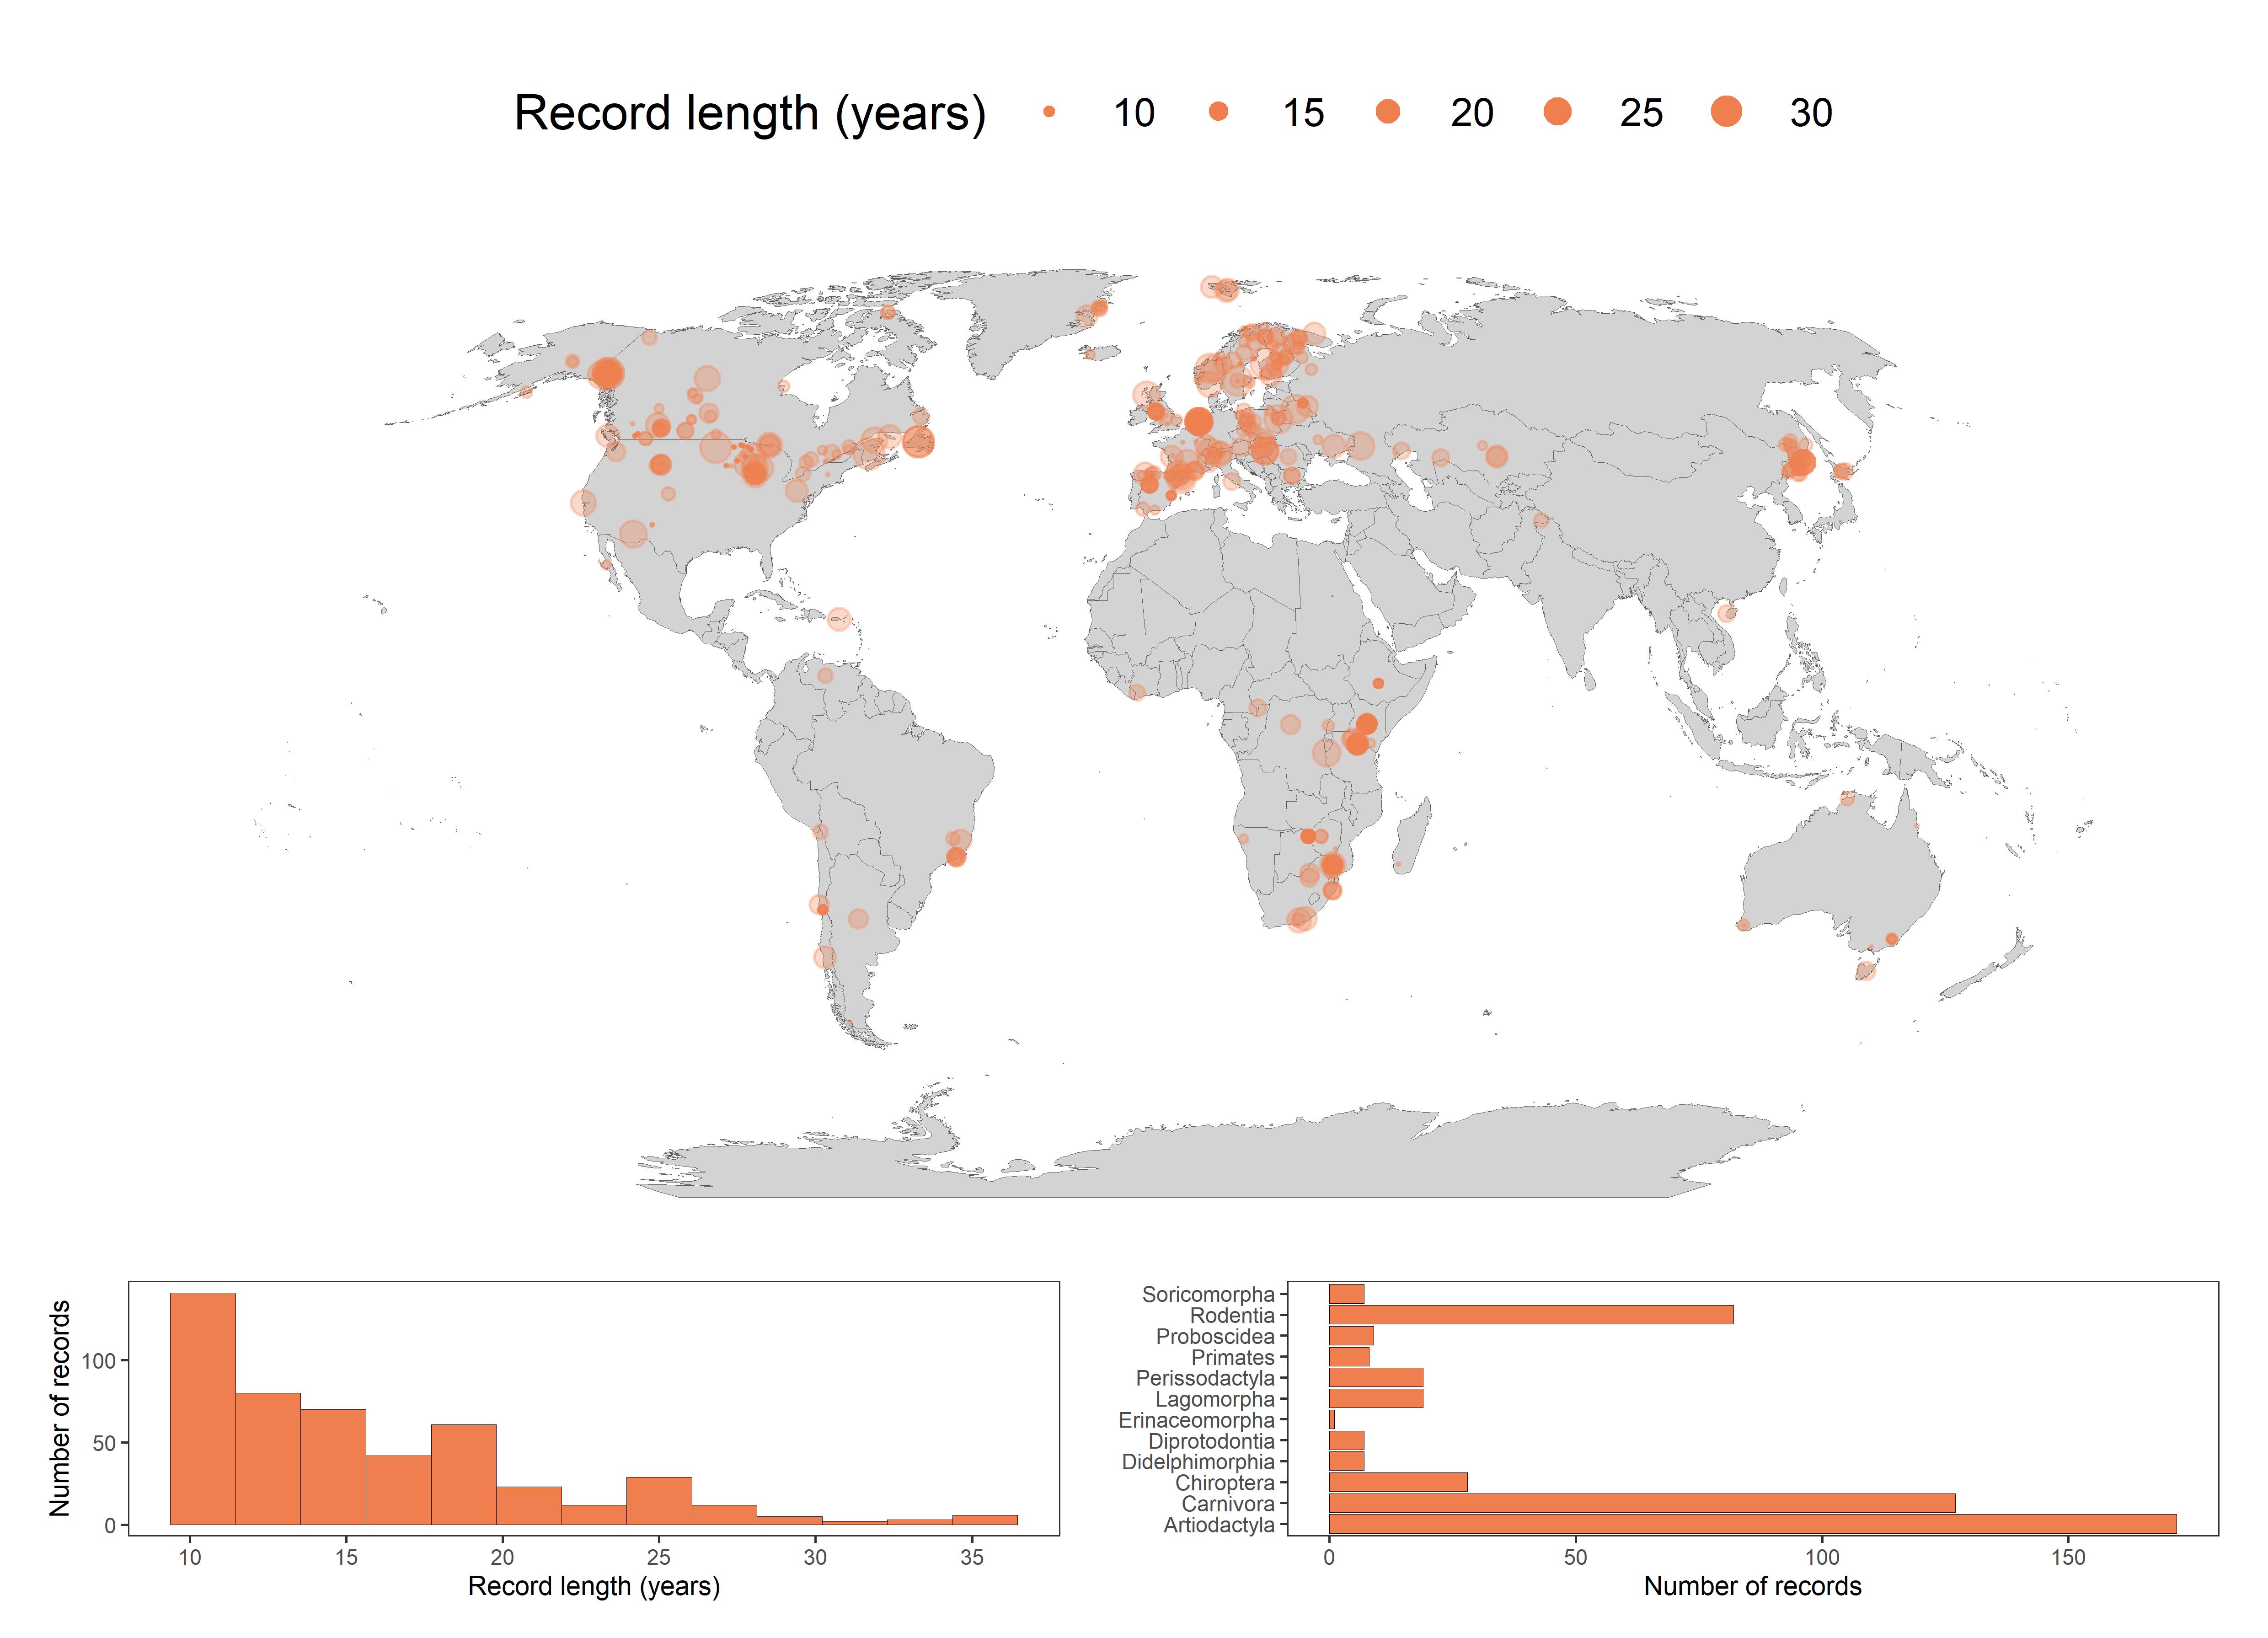 Record length (years) 10 15 20 25 30
Number of records
100
50
0
10 15 20 25 30 35
Record length (years)
Soricomorpha
Rodentia
Proboscidea
Primates
Perissodactyla
Lagomorpha
Erinaceomorpha
Diprotodontia
Didelphimorphia
Chiroptera
Carnivora
Artiodactyla
0 50 100 150
Number of records